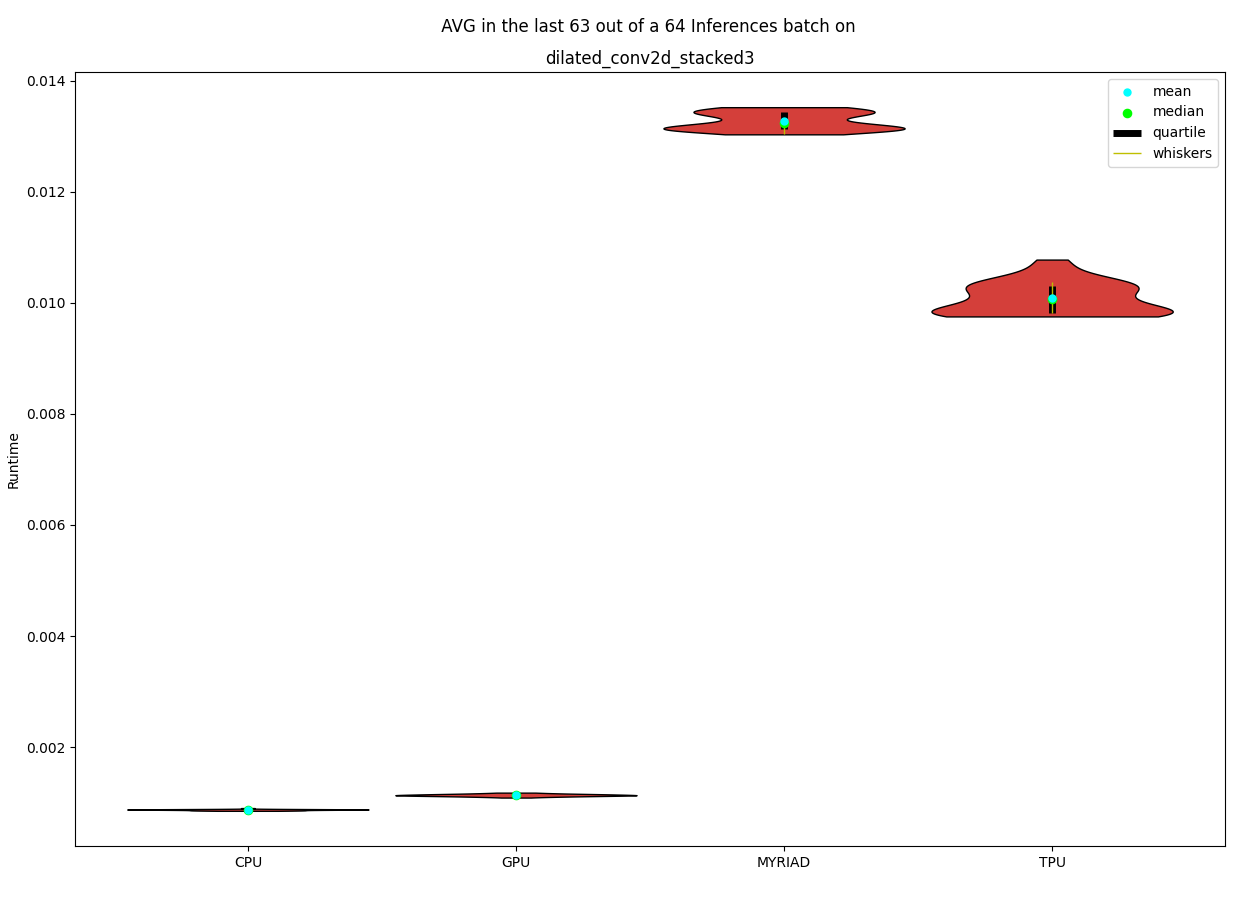 AVG in the last 63 out of a 64 Inferences batch on
dilated_conv2d_stacked3
mean
median
quartile
whiskers
Runtime
0.014
0.012
0.010
0.008
0.006
0.004
0.002
CPU
GPU
MYRIAD
TPU